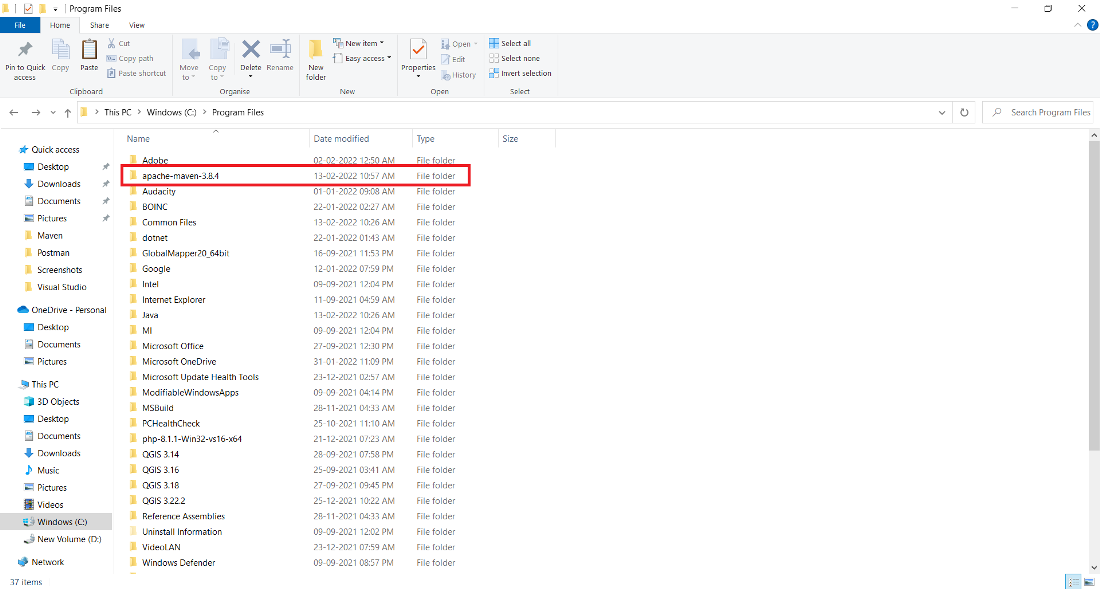 Program Files
File Home Share View
Pin to Quick access
Copy
Paste
Cut
Copy path
Paste shortcut
Clipboard
Move to
Copy to
Delete
Rename
Organise
New folder
New item
Easy access
New
Properties
Open
Edit
History
Open
Select all
Select none
Invert selection
Select
This PC > Windows (C:) > Program Files
Search Program Files
Quick access
Desktop
Downloads
Documents
Pictures
Maven
Postman
Screenshots
Visual Studio
OneDrive - Personal
Desktop
Documents
Pictures
This PC
3D Objects
Desktop
Documents
Downloads
Music
Pictures
Videos
Windows (C:)
New Volume (D:)
Network
Name Date modified Type Size
Adobe 02-02-2022 12:50 AM File folder
apache-maven-3.8.4 13-02-2022 10:57 AM File folder
Audacity 01-01-2022 09:08 AM File folder
BOINC 22-01-2022 02:27 AM File folder
Common Files 13-02-2022 10:26 AM File folder
dotnet 22-01-2022 01:43 AM File folder
GlobalMapper20_64bit 16-09-2021 11:53 PM File folder
Google 12-01-2022 07:59 PM File folder
Intel 09-09-2021 12:04 PM File folder
Internet Explorer 11-09-2021 04:59 AM File folder
Java 13-02-2022 10:26 AM File folder
MI 09-09-2021 12:04 PM File folder
Microsoft Office 27-09-2021 12:30 PM File folder
Microsoft OneDrive 31-01-2022 11:09 PM File folder
Microsoft Update Health Tools 23-12-2021 02:57 AM File folder
ModifiableWindowsApps 09-09-2021 04:14 PM File folder
MSBuild 28-11-2021 04:33 AM File folder
PCHealthCheck 25-10-2021 11:10 AM File folder
php-8.1.1-Win32-vs16-x64 21-12-2021 07:23 AM File folder
QGIS 3.14 28-09-2021 07:58 PM File folder
QGIS 3.16 25-09-2021 03:41 AM File folder
QGIS 3.18 27-09-2021 09:45 PM File folder
QGIS 3.22.2 25-12-2021 10:22 AM File folder
Reference Assemblies 28-11-2021 04:33 AM File folder
Uninstall Information 09-09-2021 12:02 PM File folder
VideoLAN 23-12-2021 07:59 AM File folder
Windows Defender 09-09-2021 08:57 PM File folder
37 items